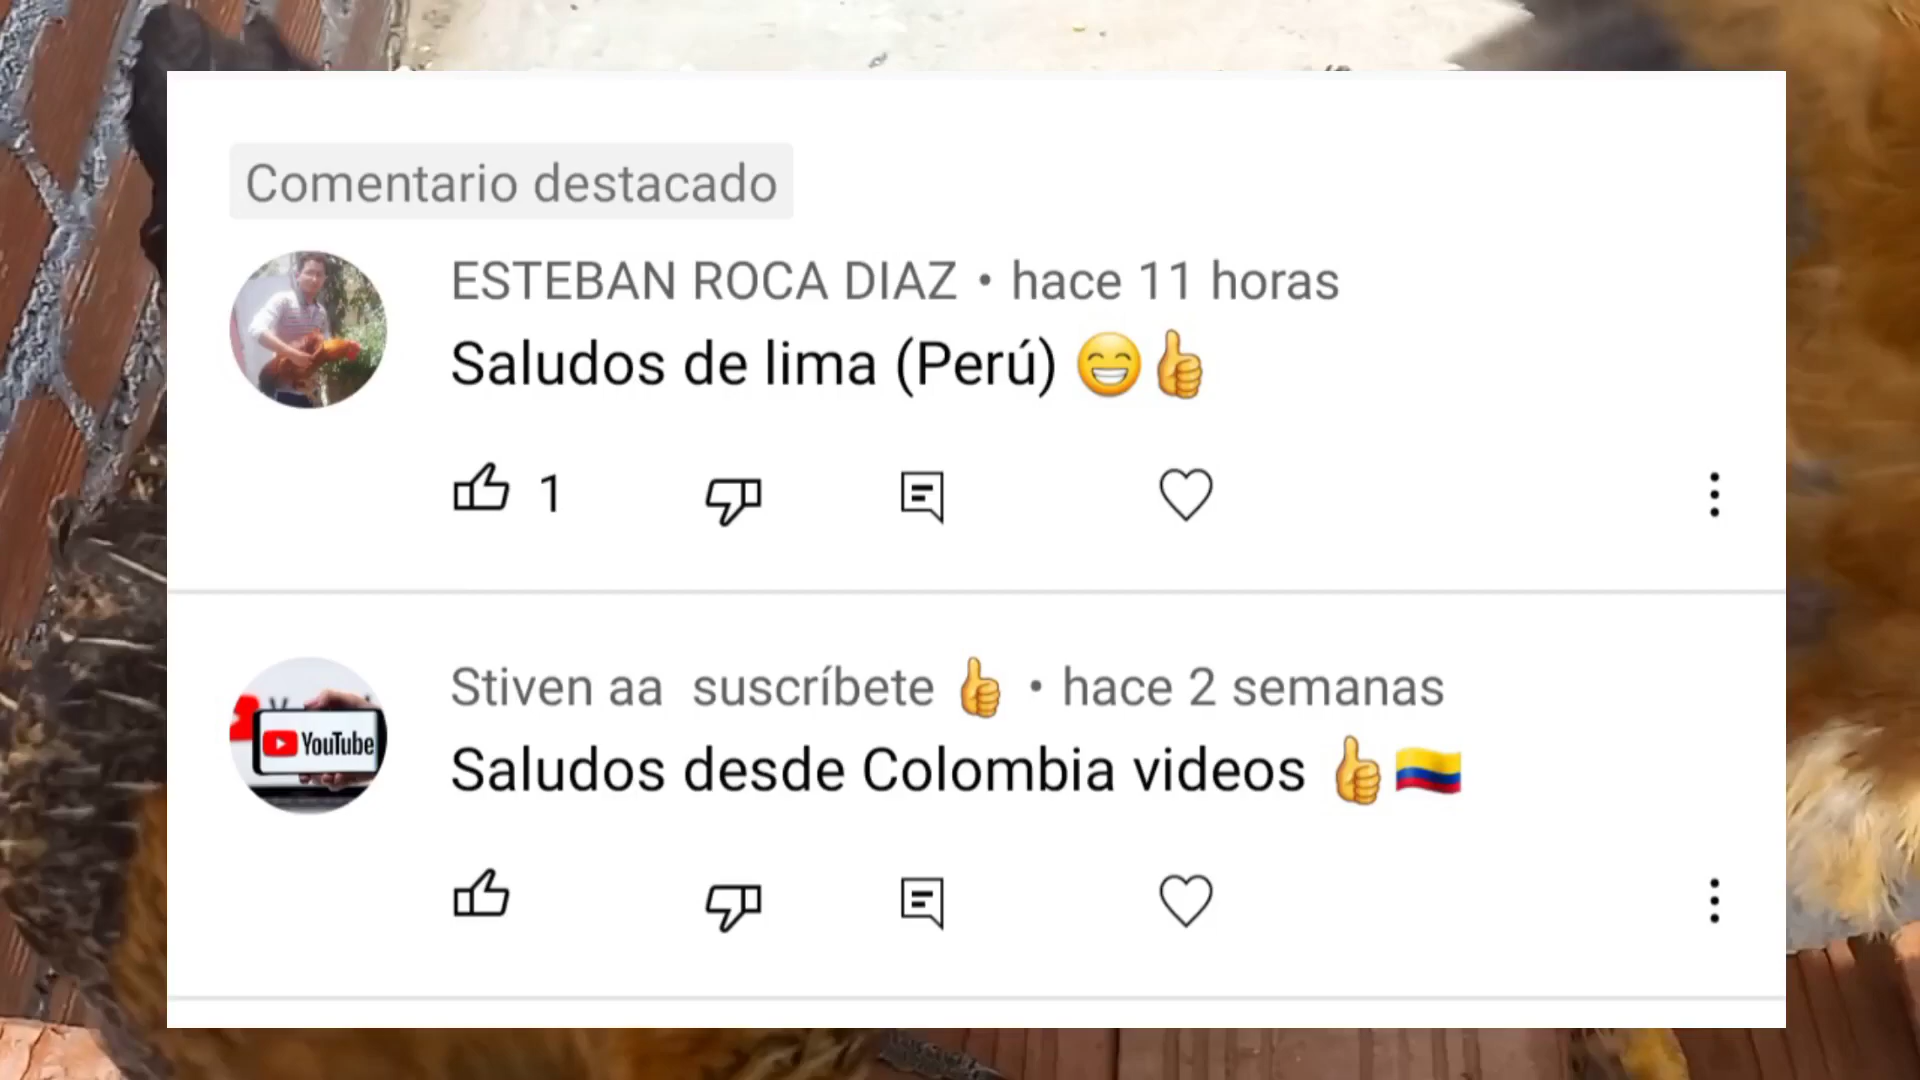 Comentario destacado
ESTEBAN ROCA DIAZ • hace 11 horas
Saludos de lima (Perú) 😁👍
1
YouTube
Stiven aa  suscríbete 👍 • hace 2 semanas
Saludos desde Colombia videos 👍🇨🇴